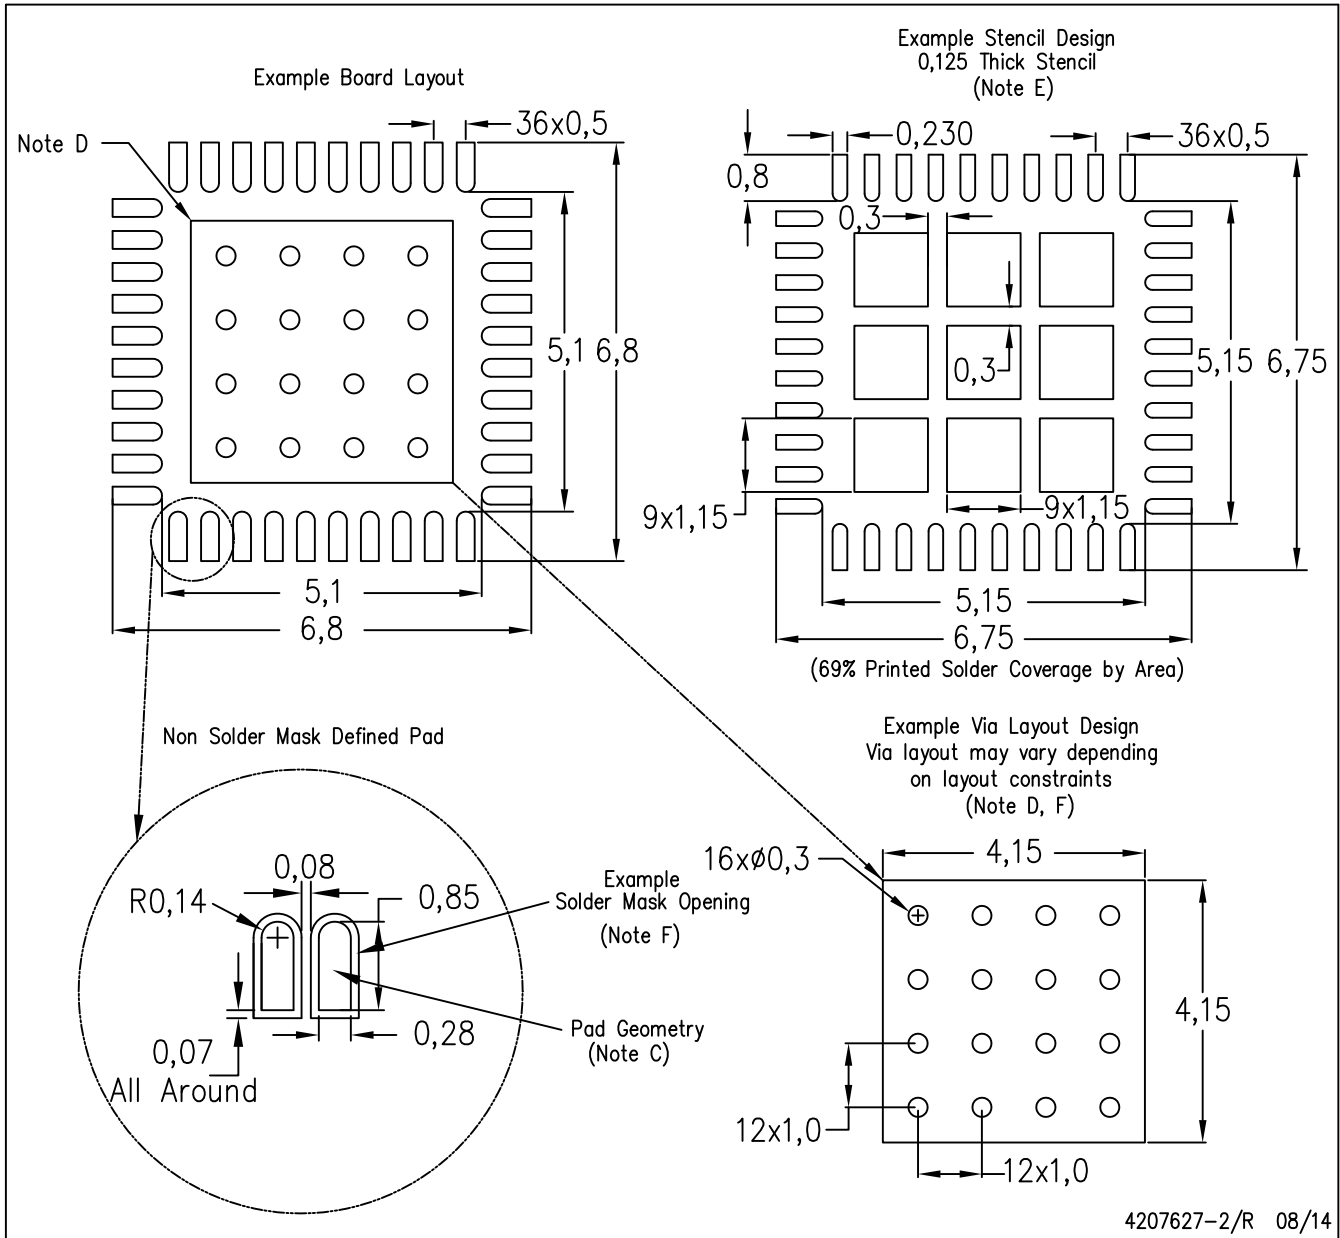 Example Board Layout
Note D
36x0,5
5,1
6,8
5,1
6,8
Example Stencil Design
0,125 Thick Stencil
(Note E)
0,230
36x0,5
0,8
0,3
0,3
5,15
6,75
9x1,15
9x1,15
5,15
6,75
(69% Printed Solder Coverage by Area)
Non Solder Mask Defined Pad
0,08
R0,14
0,85
Example
Solder Mask Opening
(Note F)
Pad Geometry
(Note C)
0,28
0,07
All Around
Example Via Layout Design
Via layout may vary depending
on layout constraints
(Note D, F)
16xø0,3
4,15
4,15
12x1,0
12x1,0
4207627-2/R 08/14